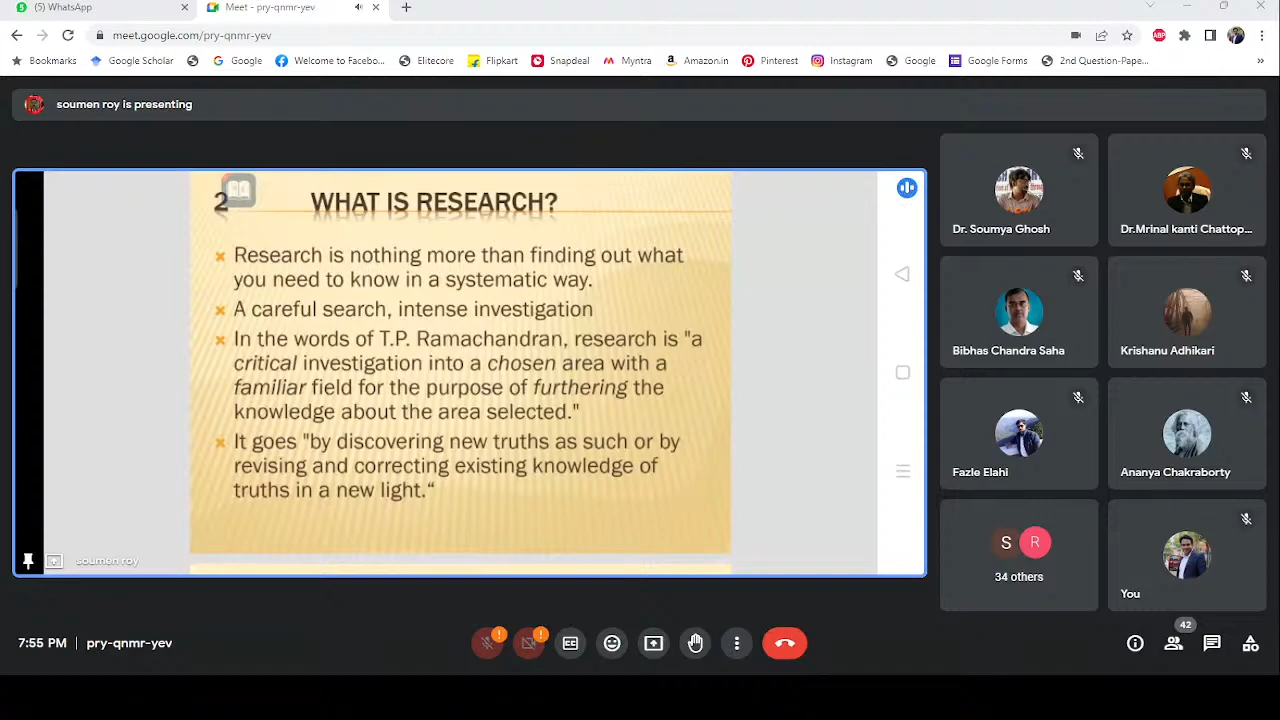 (5) WhatsApp
Meet - pry-qnmr-yev
meet.google.com/pry-qnmr-yev
ABP
Bookmarks
Google Scholar
Google
Welcome to Facebo...
Elitecore
Flipkart
Snapdeal
Myntra
Amazon.in
Pinterest
Instagram
Google
Google Forms
2nd Question-Pape...
»
soumen roy is presenting
2 WHAT IS RESEARCH?
Research is nothing more than finding out what
you need to know in a systematic way.
A careful search, intense investigation
In the words of T.P. Ramachandran, research is "a
critical investigation into a chosen area with a
familiar field for the purpose of furthering the
knowledge about the area selected."
It goes "by discovering new truths as such or by
revising and correcting existing knowledge of
truths in a new light.“
soumen roy
Dr. Soumya Ghosh
Dr.Mrinal kanti Chattop...
Bibhas Chandra Saha
Krishanu Adhikari
Fazle Elahi
Ananya Chakraborty
S R
34 others
You
7:55 PM | pry-qnmr-yev
CC
42